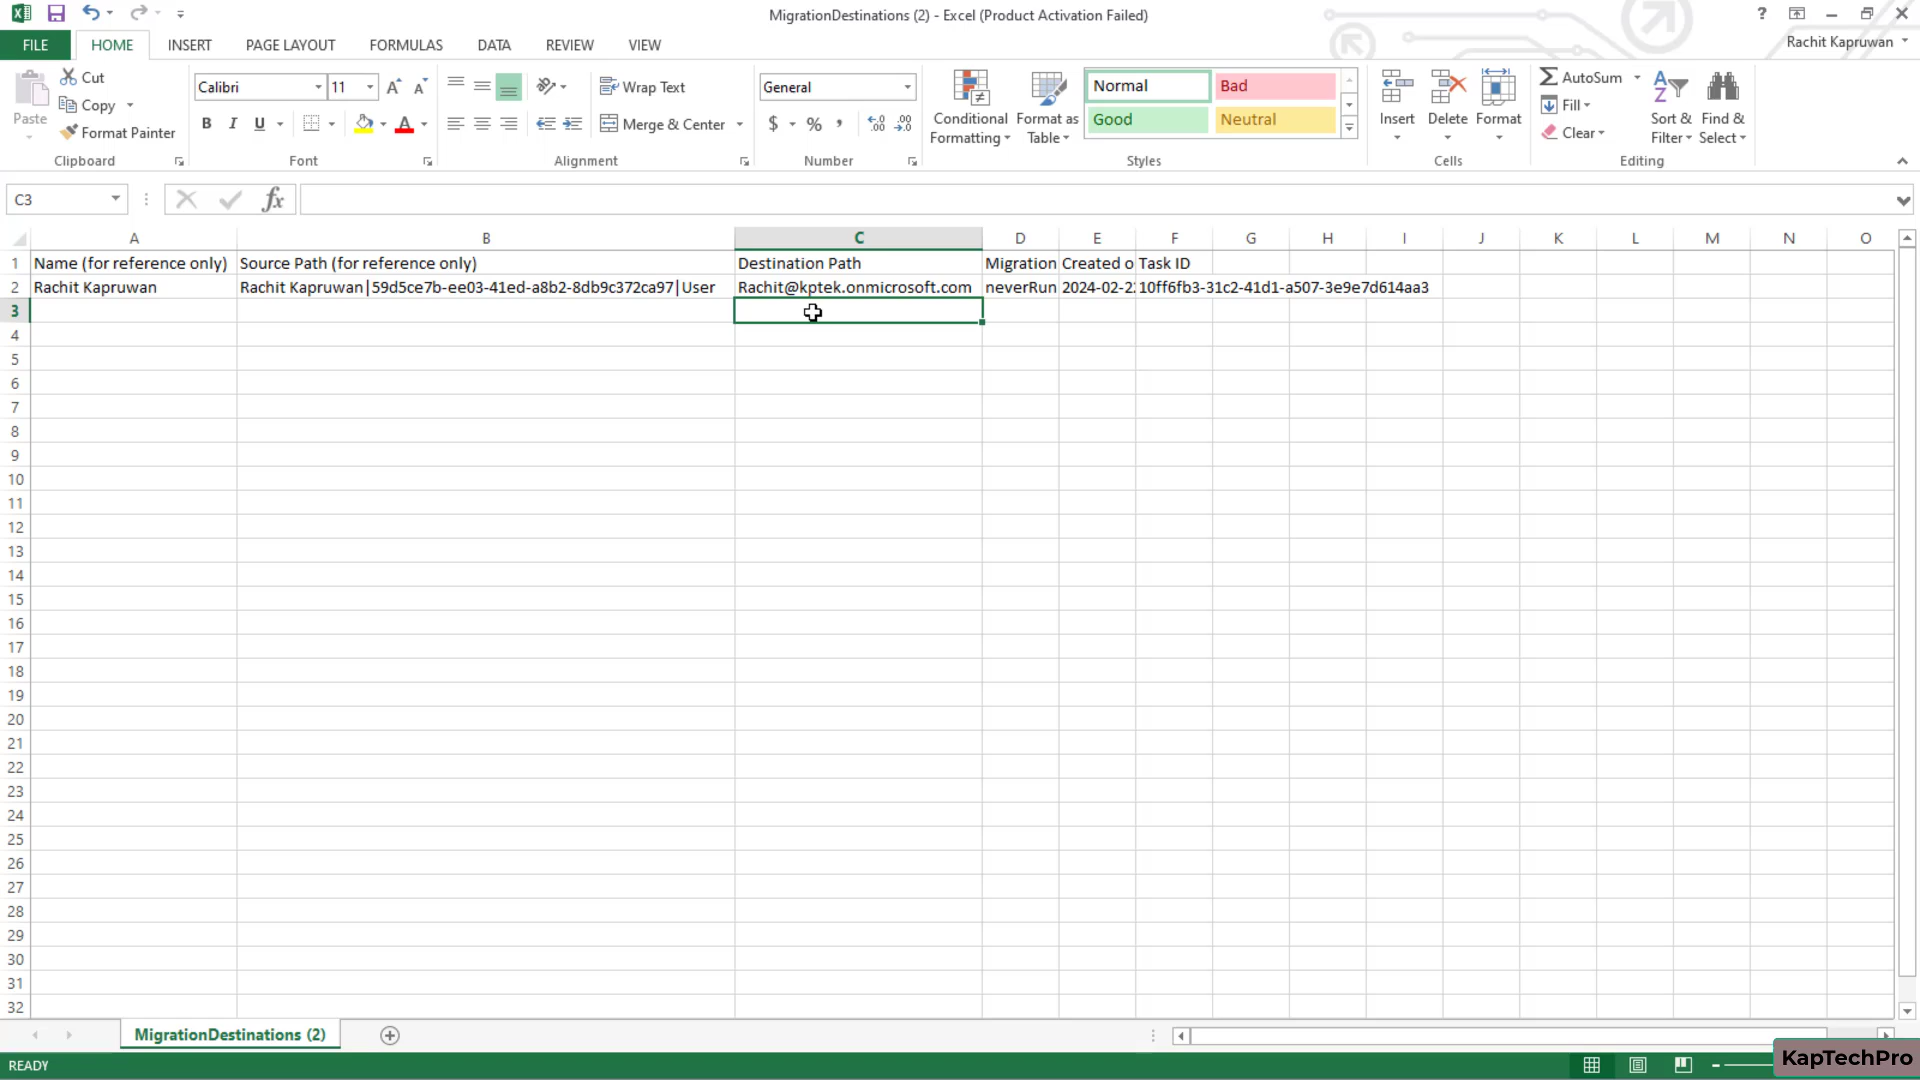 MigrationDestinations (2) - Excel (Product Activation Failed)
?
FILE HOME INSERT PAGE LAYOUT FORMULAS DATA REVIEW VIEW
Rachit Kapruwan
Paste
Cut
Copy
Format Painter
Clipboard
Calibri 11
B I U
Font
Wrap Text
Merge & Center
Alignment
General
$ % ,
Number
Conditional Formatting
Format as Table
Normal Bad
Good Neutral
Styles
Insert Delete Format
Cells
AutoSum
Fill
Clear
Sort & Filter
Find & Select
Editing
C3
fx
A B C D E F G H I J K L M N O
1 Name (for reference only) Source Path (for reference only) Destination Path Migration Created o Task ID
2 Rachit Kapruwan Rachit Kapruwan|59d5ce7b-ee03-41ed-a8b2-8db9c372ca97|User Rachit@kptek.onmicrosoft.com neverRun 2024-02-22 10ff6fb3-31c2-41d1-a507-3e9e7d614aa3
3
4
5
6
7
8
9
10
11
12
13
14
15
16
17
18
19
20
21
22
23
24
25
26
27
28
29
30
31
32
MigrationDestinations (2)
READY
KapTechPro